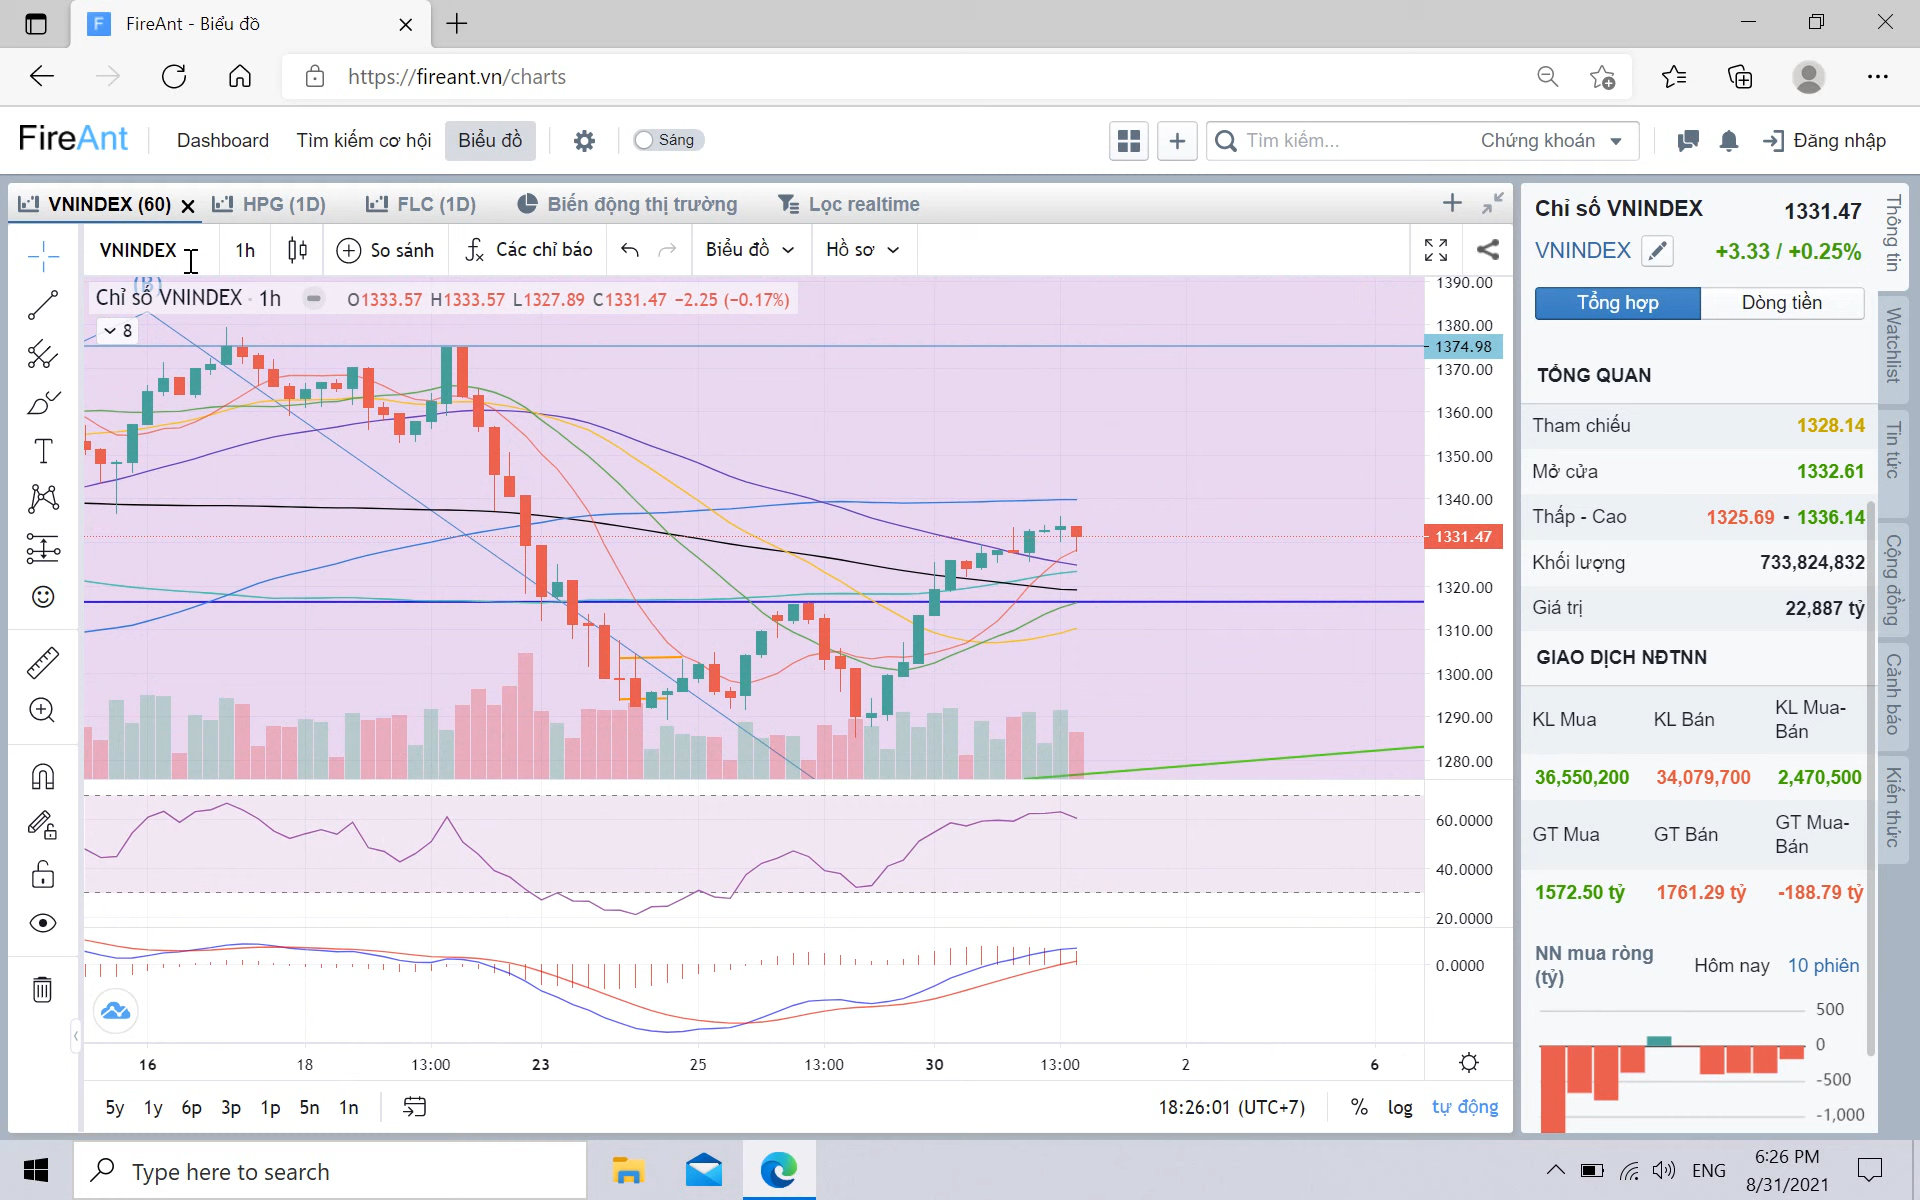 FireAnt - Biểu đồ
https://fireant.vn/charts
FireAnt
Dashboard
Tìm kiếm cơ hội
Biểu đồ
Sáng
Tìm kiếm...
Chứng khoán
Đăng nhập
VNINDEX (60)
HPG (1D)
FLC (1D)
Biến động thị trường
Lọc realtime
VNINDEX
1h
So sánh
Các chỉ báo
Biểu đồ
Hồ sơ
(B)
Chỉ số VNINDEX · 1h
O1333.57 H1333.57 L1327.89 C1331.47 −2.25 (−0.17%)
8
1390.00
1380.00
1374.98
1370.00
1360.00
1350.00
1340.00
1331.47
1320.00
1310.00
1300.00
1290.00
1280.00
60.0000
40.0000
20.0000
0.0000
16 18 13:00 23 25 13:00 30 13:00 2 6
5y 1y 6p 3p 1p 5n 1n
18:26:01 (UTC+7)
% log tự động
Chỉ số VNINDEX 1331.47
VNINDEX +3.33 / +0.25%
Tổng hợp Dòng tiền
TỔNG QUAN
Tham chiếu 1328.14
Mở cửa 1332.61
Thấp - Cao 1325.69 - 1336.14
Khối lượng 733,824,832
Giá trị 22,887 tỷ
GIAO DỊCH NĐTNN
KL Mua KL Bán KL Mua-
Bán
36,550,200 34,079,700 2,470,500
GT Mua GT Bán GT Mua-
Bán
1572.50 tỷ 1761.29 tỷ -188.79 tỷ
NN mua ròng
(tỷ)
Hôm nay 10 phiên
500
0
-500
-1,000
Thông tin
Watchlist
Tin tức
Cộng đồng
Cảnh báo
Kiến thức
Type here to search
ENG
6:26 PM
8/31/2021